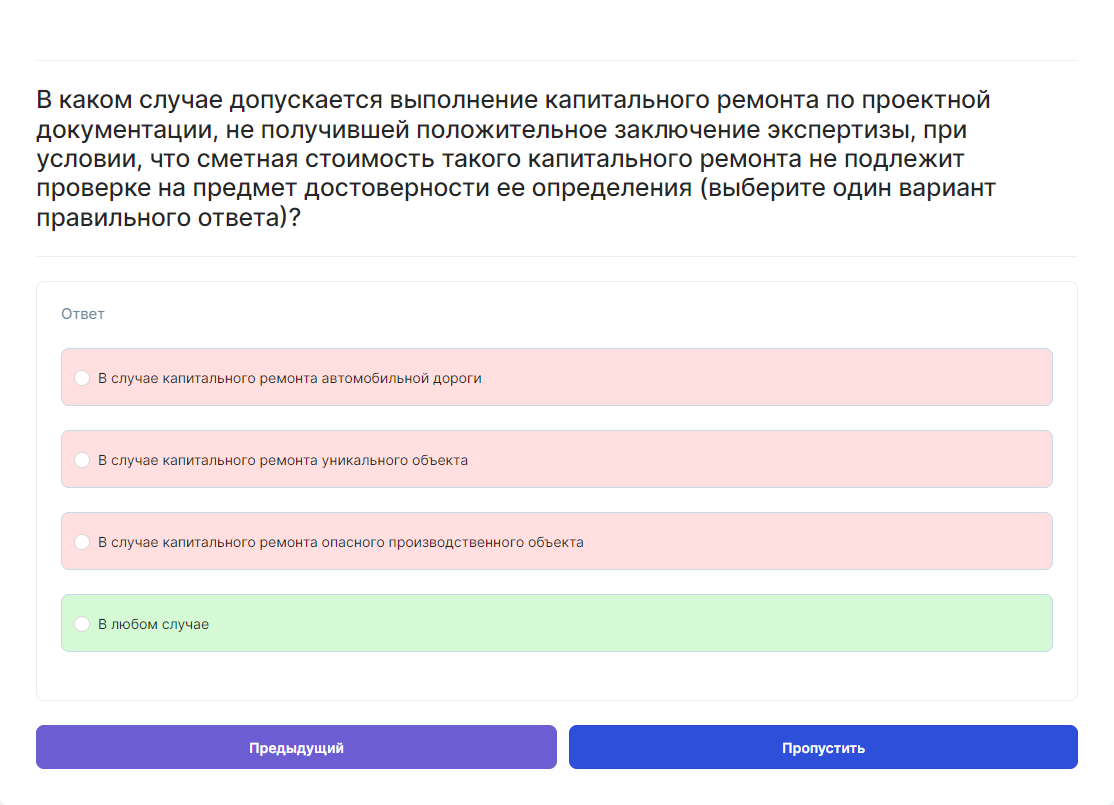 В каком случае допускается выполнение капитального ремонта по проектной
документации, не получившей положительное заключение экспертизы, при
условии, что сметная стоимость такого капитального ремонта не подлежит
проверке на предмет достоверности ее определения (выберите один вариант
правильного ответа)?
Ответ
В случае капитального ремонта автомобильной дороги
В случае капитального ремонта уникального объекта
В случае капитального ремонта опасного производственного объекта
В любом случае
Предыдущий
Пропустить